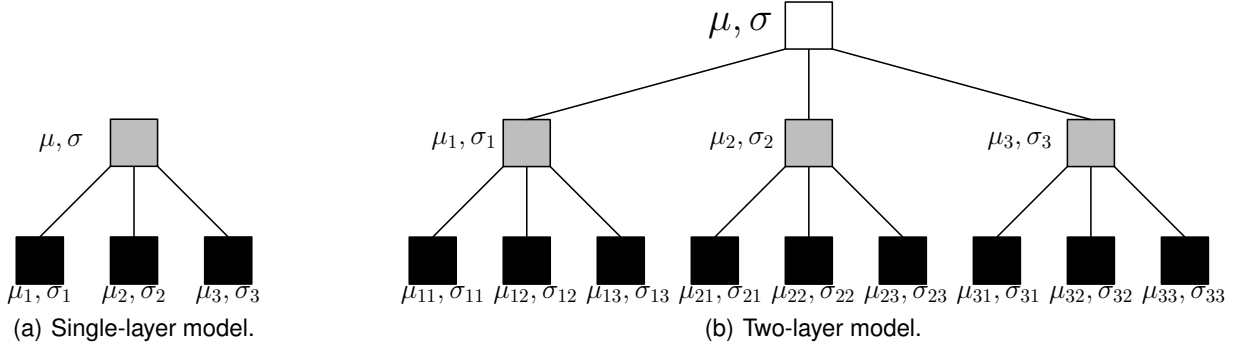 μ, σ
μ, σ
μ₁, σ₁
μ₂, σ₂
μ₃, σ₃
μ₁, σ₁ μ₂, σ₂ μ₃, σ₃
μ₁₁, σ₁₁ μ₁₂, σ₁₂ μ₁₃, σ₁₃ μ₂₁, σ₂₁ μ₂₂, σ₂₂ μ₂₃, σ₂₃ μ₃₁, σ₃₁ μ₃₂, σ₃₂ μ₃₃, σ₃₃
(a) Single-layer model.
(b) Two-layer model.